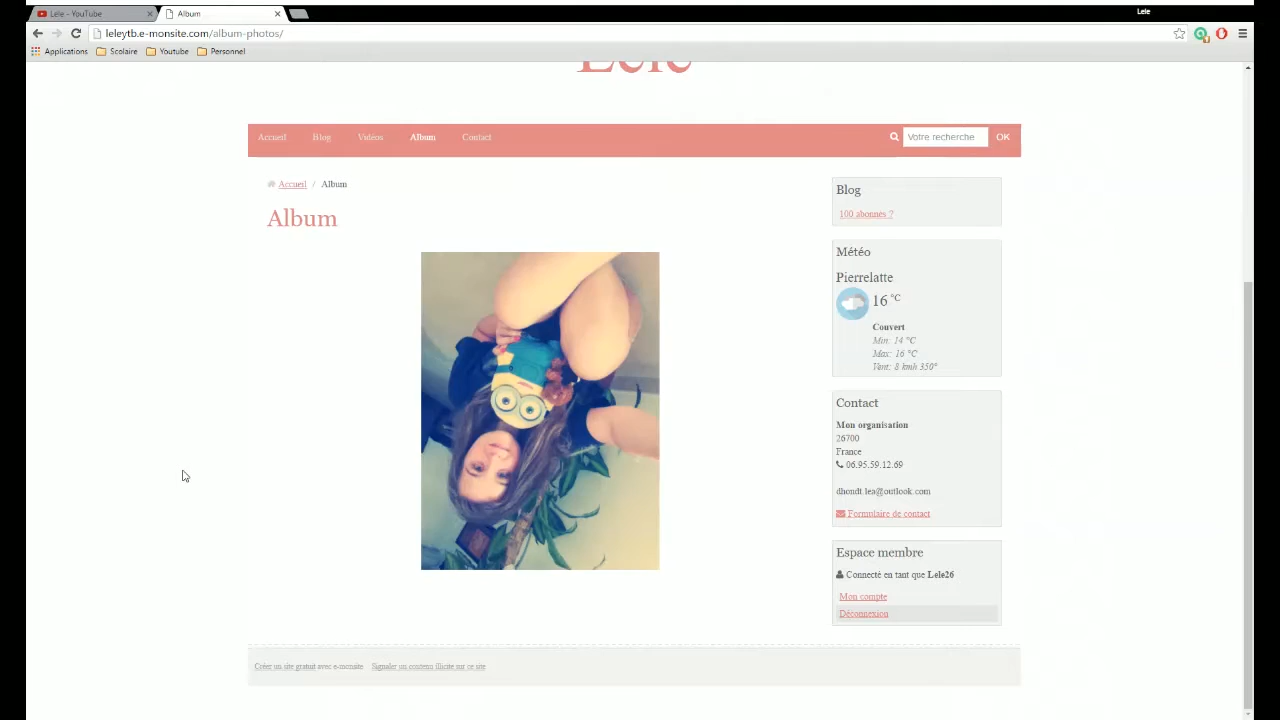 Lele - YouTube
Album
Lele
leleytb.e-monsite.com/album-photos/
Applications
Scolaire
Youtube
Personnel
Lele
Accueil
Blog
Vidéos
Album
Contact
Votre recherche
OK
Accueil / Album
Album
Blog
100 abonnés ?
Météo
Pierrelatte
16 °C
Couvert
Min: 14 °C
Max: 16 °C
Vent: 8 kmh 350°
Contact
Mon organisation
26700
France
06.95.59.12.69
dhondt.lea@outlook.com
Formulaire de contact
Espace membre
Connecté en tant que Lele26
Mon compte
Déconnexion
Créer un site gratuit avec e-monsite
Signaler un contenu illicite sur ce site